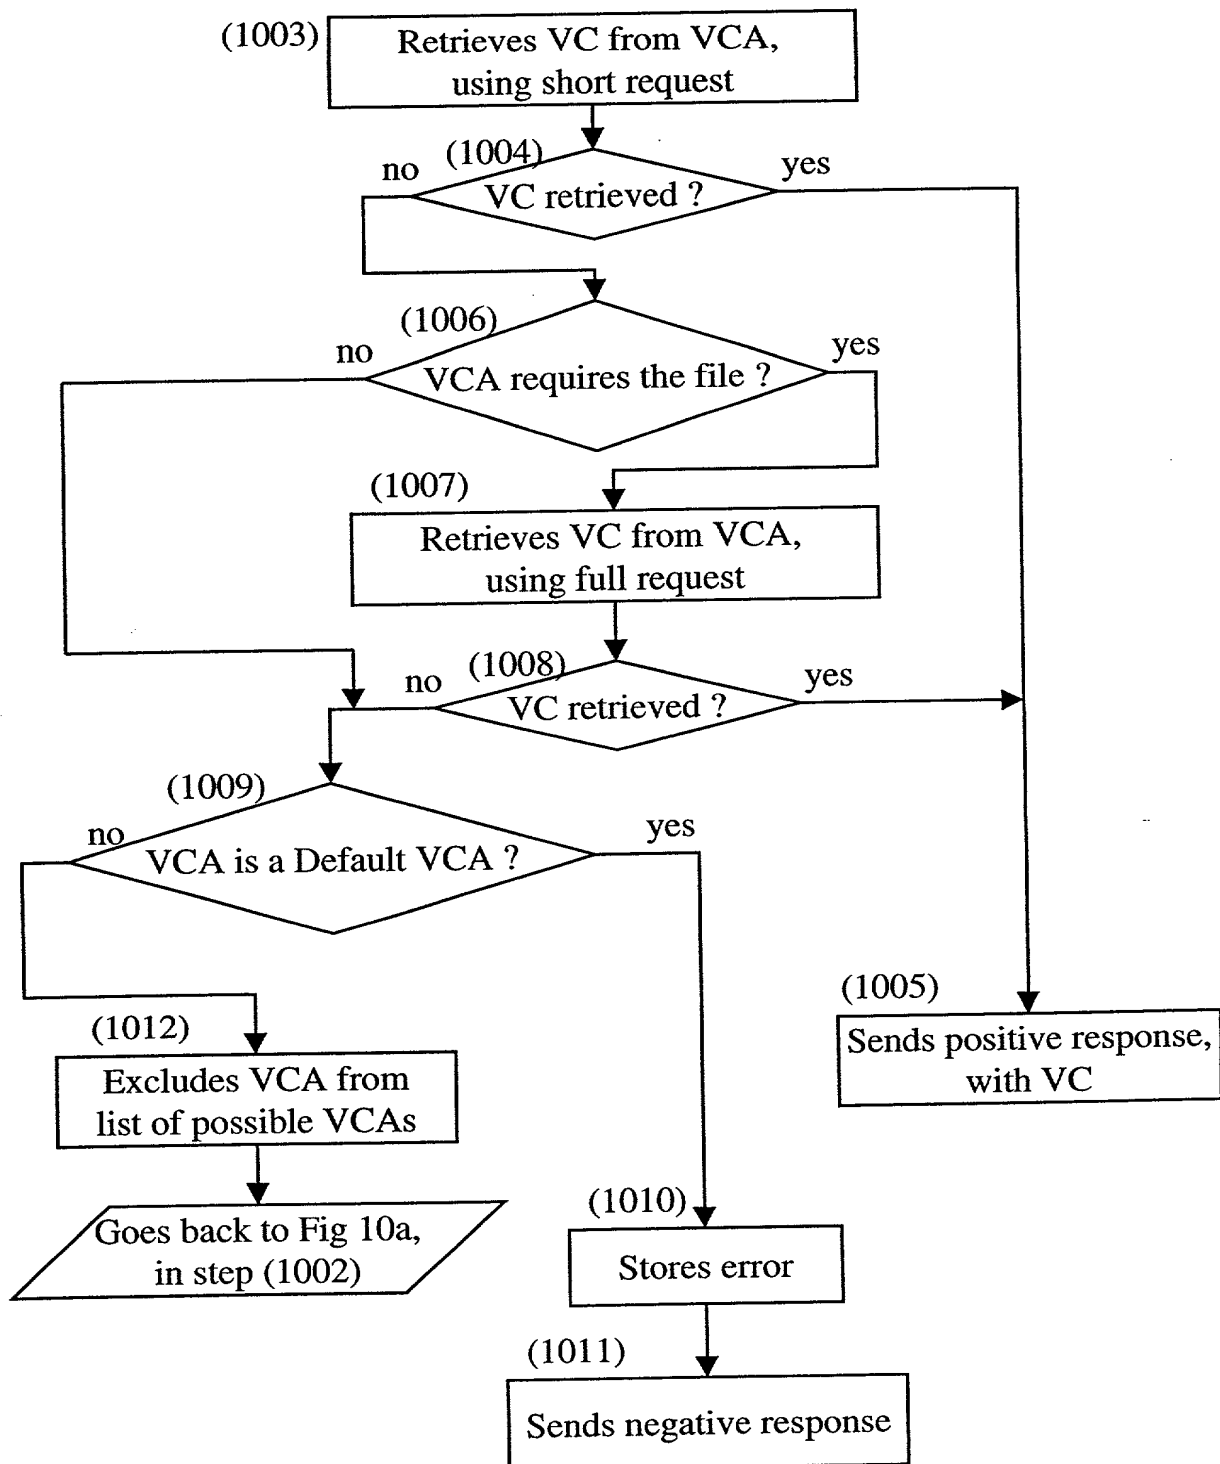 (1003)
Retrieves VC from VCA,
using short request
(1004)
no
yes
VC retrieved ?
(1006)
no
yes
VCA requires the file ?
(1007)
Retrieves VC from VCA,
using full request
(1008)
no
yes
VC retrieved ?
(1009)
no
yes
VCA is a Default VCA ?
(1005)
Sends positive response,
with VC
(1012)
Excludes VCA from
list of possible VCAs
Goes back to Fig 10a,
in step (1002)
(1010)
Stores error
(1011)
Sends negative response